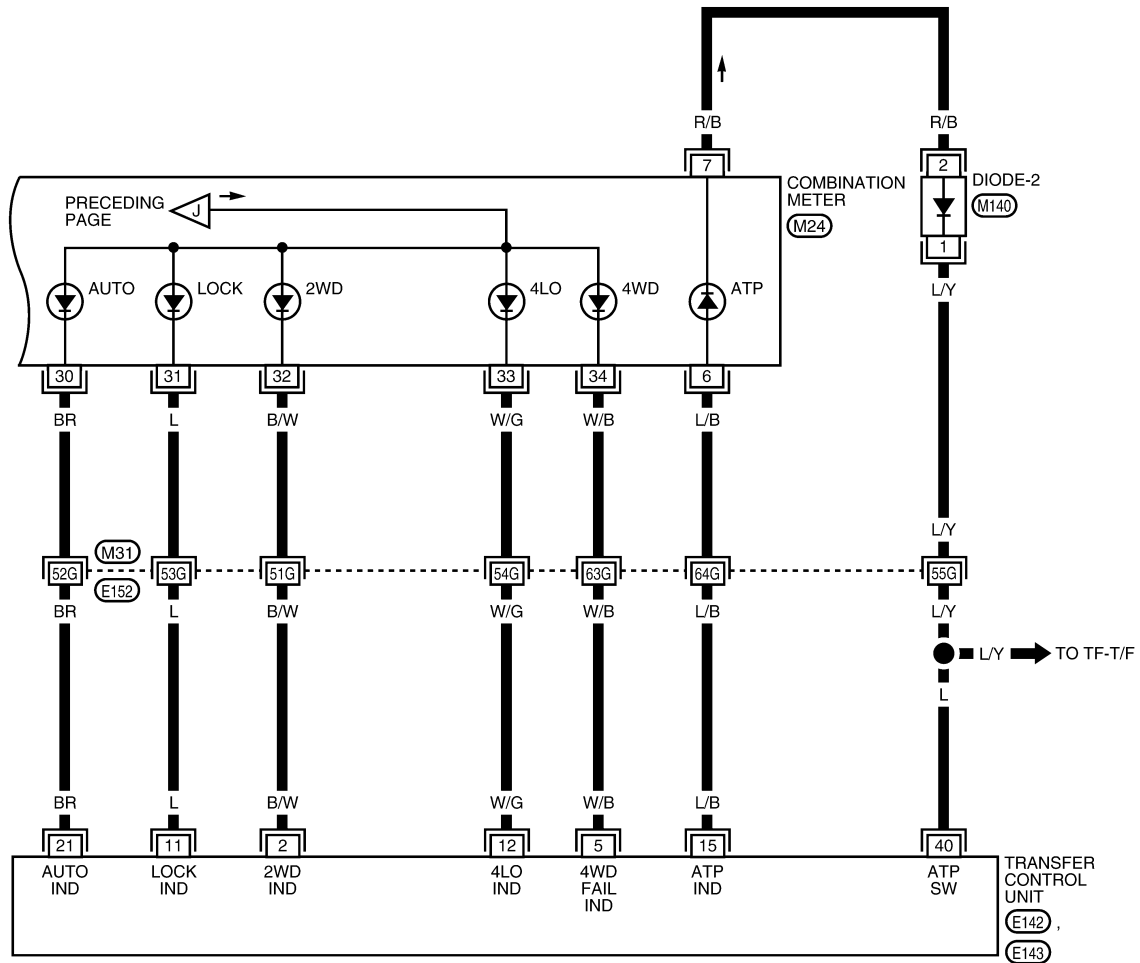 R/B R/B
7 2
COMBINATION
METER
M24
DIODE-2
M140
1
L/Y
PRECEDING
PAGE
J
AUTO LOCK 2WD 4LO 4WD ATP
30 31 32 33 34 6
BR L B/W W/G W/B L/B
L/Y
M31
52G 53G 51G 54G 63G 64G 55G
E152
BR L B/W W/G W/B L/B L/Y
L/Y TO TF-T/F
L
BR L B/W W/G W/B L/B
21 11 2 12 5 15 40
AUTO
IND
LOCK
IND
2WD
IND
4LO
IND
4WD
FAIL
IND
ATP
IND
ATP
SW
TRANSFER
CONTROL
UNIT
E142 ,
E143